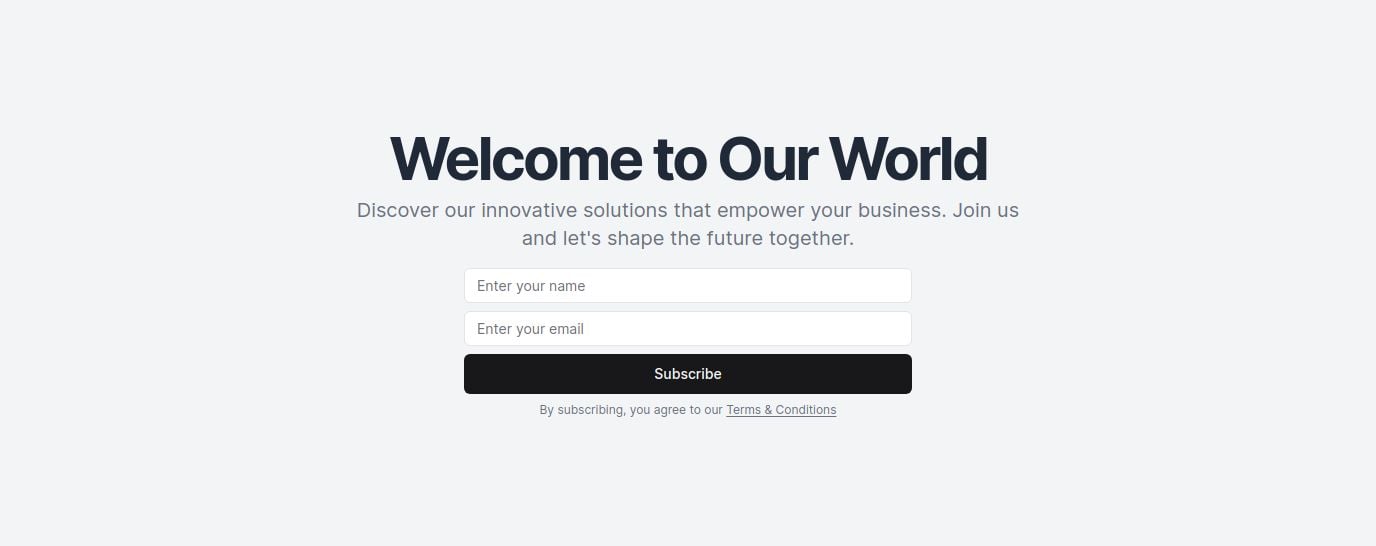 Welcome to Our World
Discover our innovative solutions that empower your business. Join us
and let's shape the future together.
Enter your name
Enter your email
Subscribe
By subscribing, you agree to our Terms & Conditions